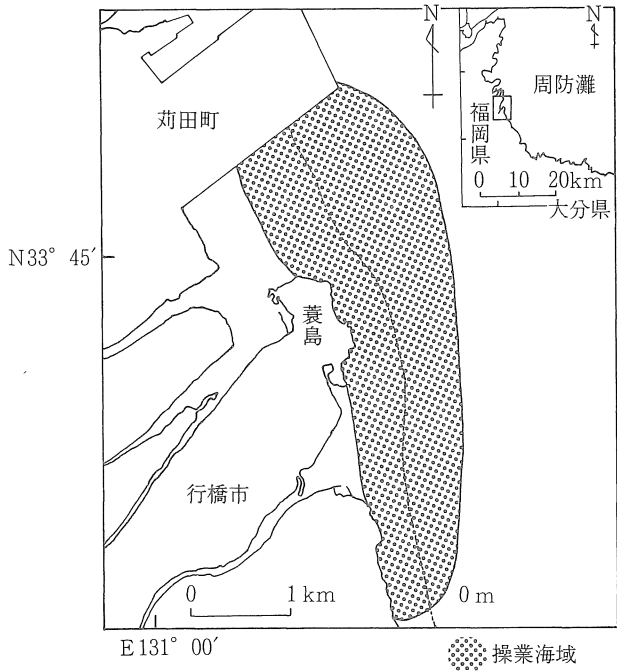 N
N
周防灘
福岡県
0 10 20km
大分県
苅田町
N33° 45′
蓑島
行橋市
0 1 km
0 m
E131° 00′
操業海域